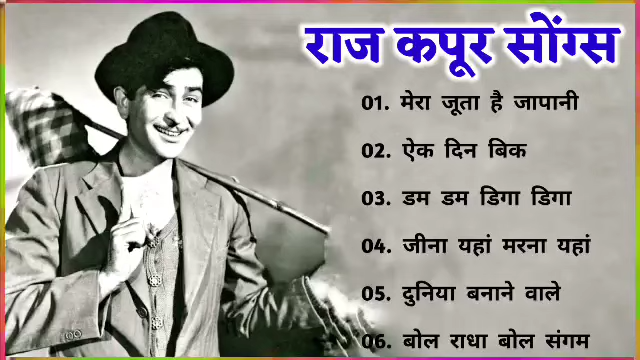 राज कपूर सोंग्स
01. मेरा जूता है जापानी
02. ऐक दिन बिक
03. डम डम डिगा डिगा
04. जीना यहां मरना यहां
05. दुनिया बनाने वाले
06. बोल राधा बोल संगम